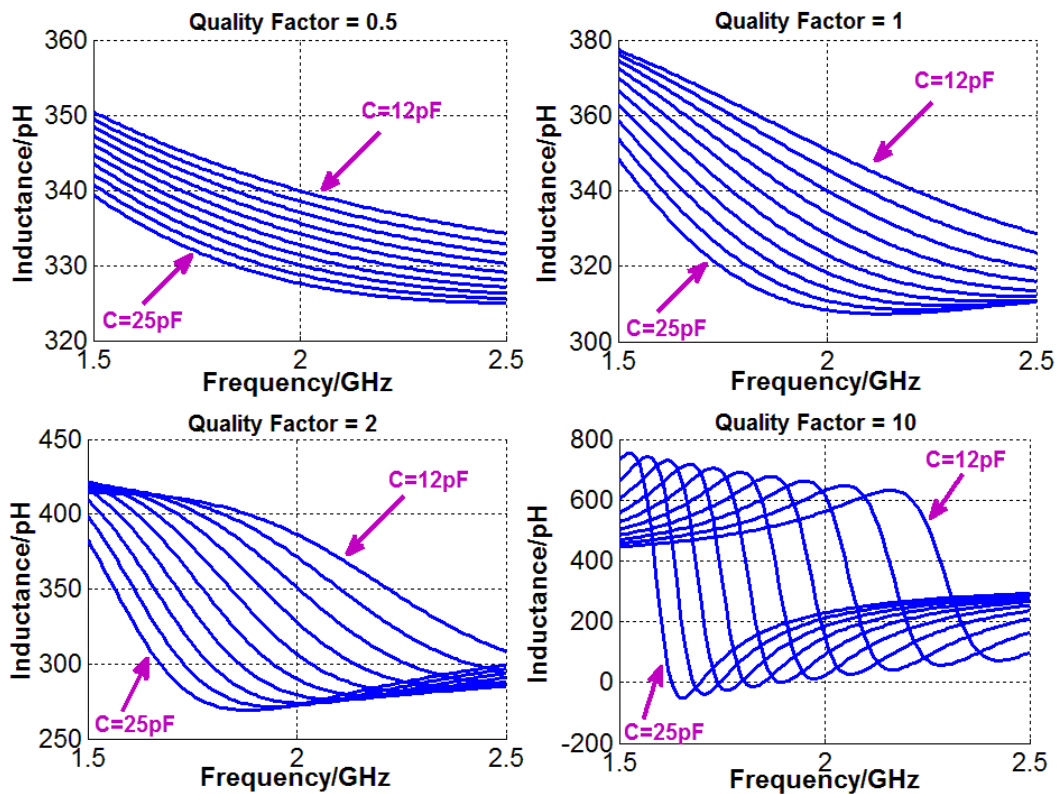 Quality Factor = 0.5
360
350
340
330
320
Inductance/pH
C=12pF
C=25pF
1.5
2
2.5
Frequency/GHz
Quality Factor = 1
380
360
340
320
300
Inductance/pH
C=12pF
C=25pF
1.5
2
2.5
Frequency/GHz
Quality Factor = 2
450
400
350
300
250
Inductance/pH
C=12pF
C=25pF
1.5
2
2.5
Frequency/GHz
Quality Factor = 10
800
600
400
200
0
-200
Inductance/pH
C=12pF
C=25pF
1.5
2
2.5
Frequency/GHz